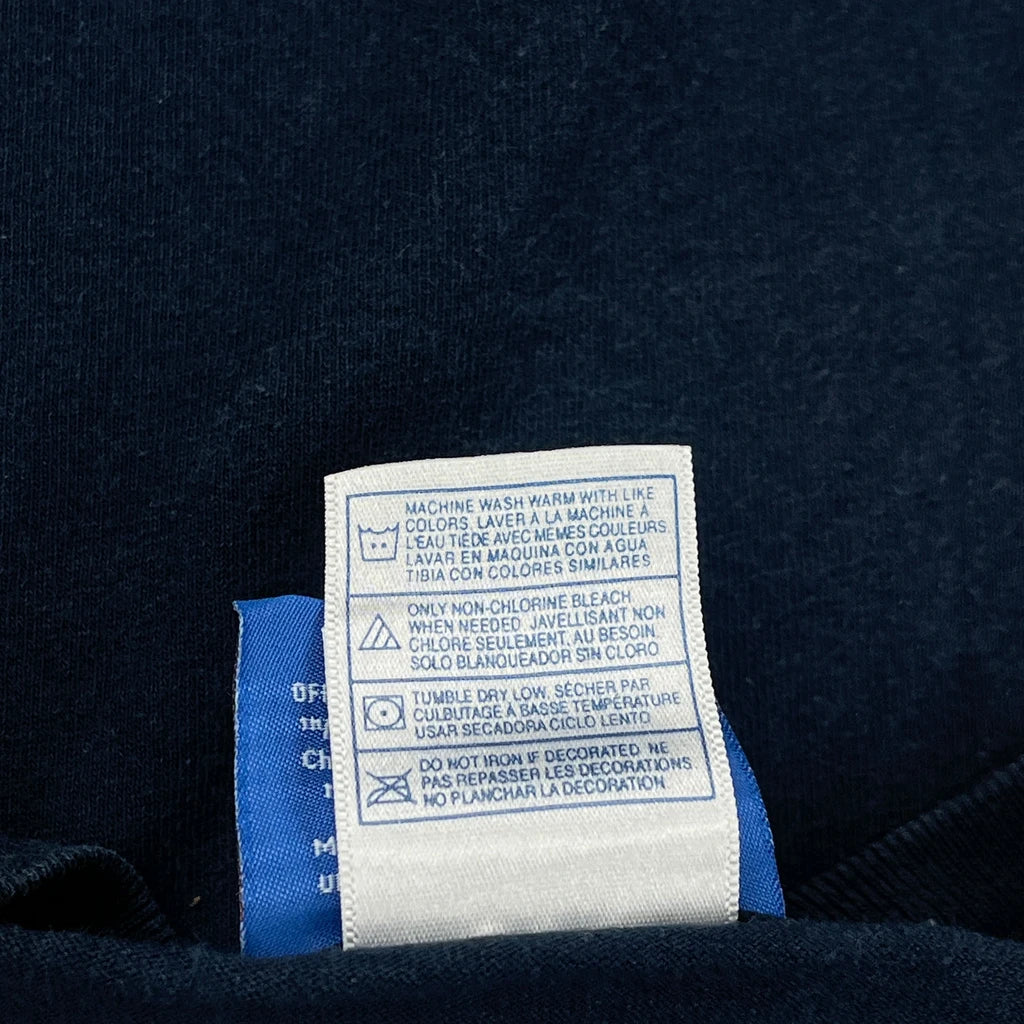 MACHINE WASH WARM WITH LIKE
COLORS. LAVER À LA MACHINE À
L'EAU TIÈDE AVEC MEMES COULEURS
LAVAR EN MAQUINA CON AGUA
TIBIA CON COLORES SIMILARES
ONLY NON-CHLORINE BLEACH
WHEN NEEDED. JAVELLISANT NON
CHLORE SEULEMENT, AU BESOIN.
SOLO BLANQUEADOR SIN CLORO
TUMBLE DRY LOW. SÉCHER PAR
CULBUTAGE À BASSE TEMPÉRATURE
USAR SECADORA CICLO LENTO
DO NOT IRON IF DECORATED. NE
PAS REPASSER LES DECORATIONS
NO PLANCHAR LA DECORATION